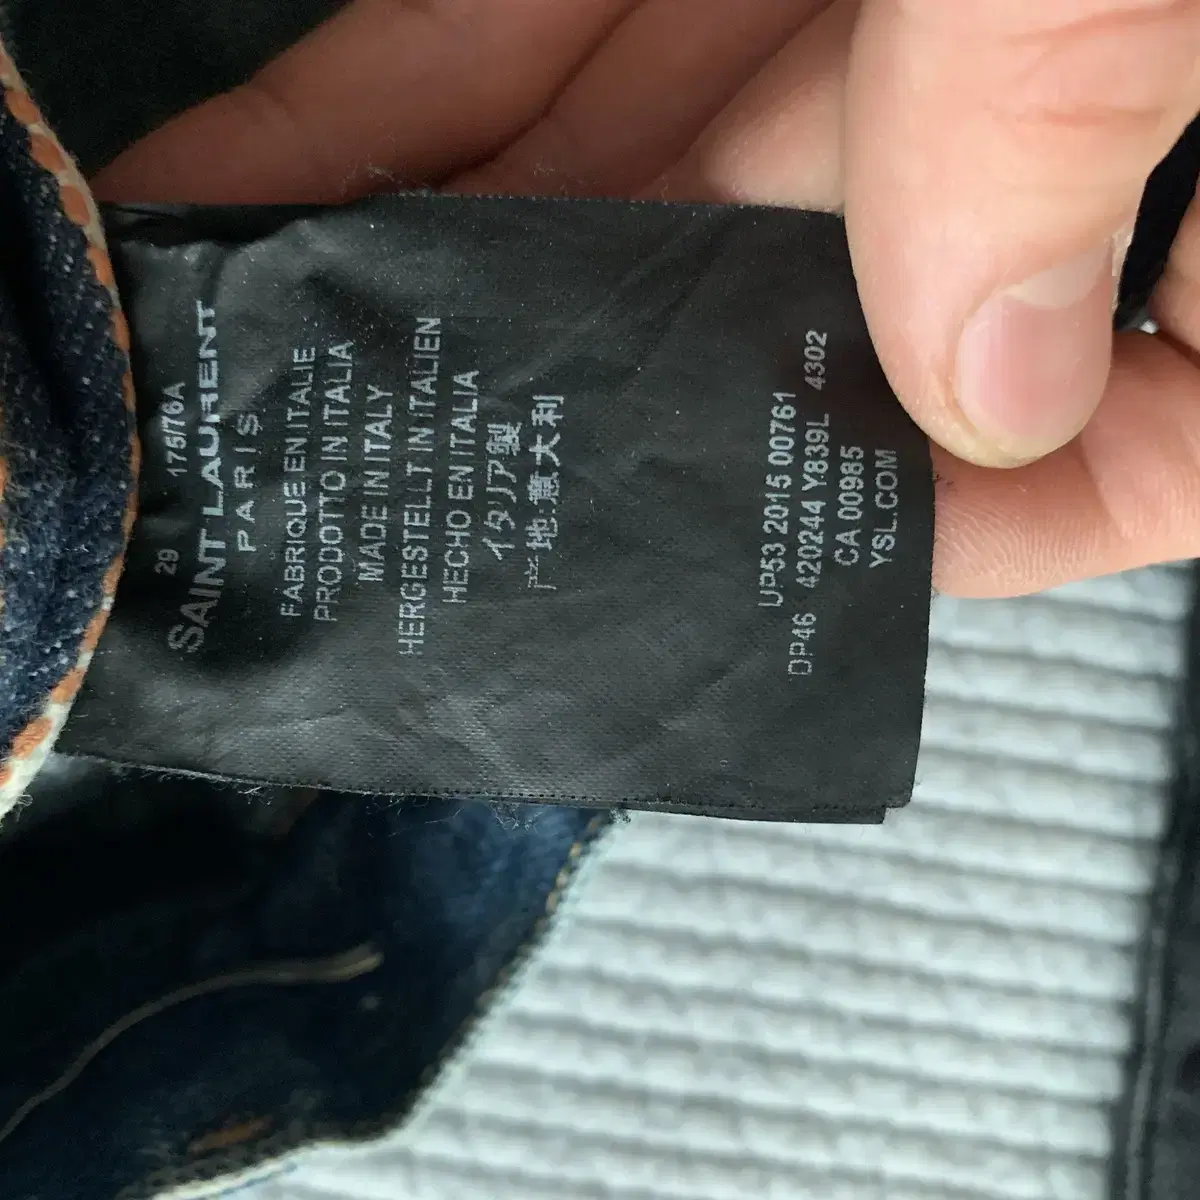 29 175/76A
SAINT LAURENT
PARIS
FABRIQUE EN ITALIE
PRODOTTO IN ITALIA
MADE IN ITALY
HERGESTELLT IN ITALIEN
HECHO EN ITALIA
イタリア製
产地:意大利
UP53 2015 00761
DP46 420244 Y839L 4302
CA 00985
YSL.COM